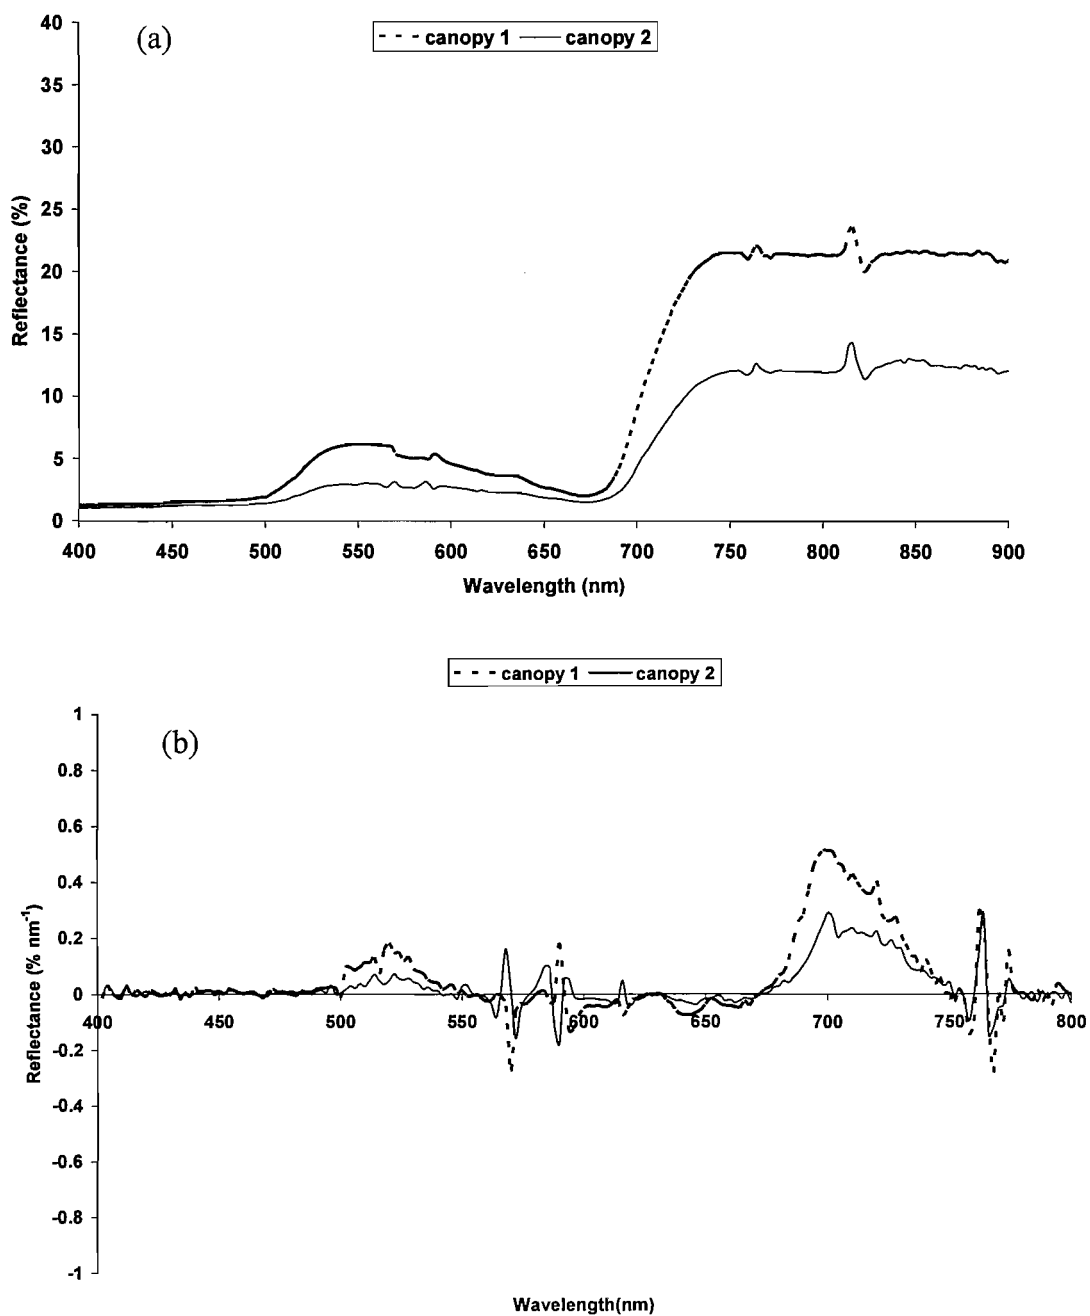 (a)
canopy 1 canopy 2
40
35
30
25
20
15
10
5
0
Reflectance (%)
400 450 500 550 600 650 700 750 800 850 900
Wavelength (nm)
canopy 1 canopy 2
(b)
1
0.8
0.6
0.4
0.2
0
-0.2
-0.4
-0.6
-0.8
-1
Reflectance (% nm-1)
400 450 500 550 600 650 700 750 800
Wavelength(nm)